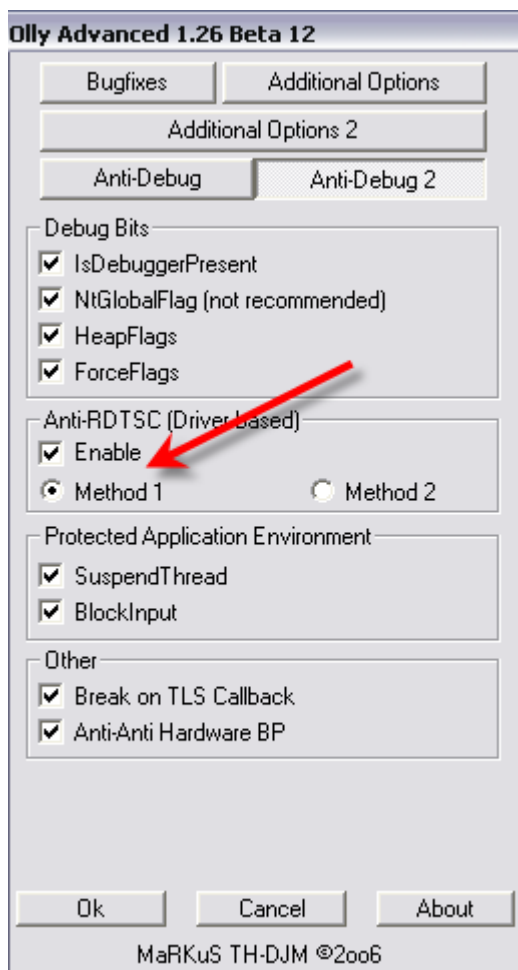 Olly Advanced 1.26 Beta 12
Bugfixes
Additional Options
Additional Options 2
Anti-Debug
Anti-Debug 2
Debug Bits
IsDebuggerPresent
NtGlobalFlag (not recommended)
HeapFlags
ForceFlags
Anti-RDTSC (Driver based)
Enable
Method 1
Method 2
Protected Application Environment
SuspendThread
BlockInput
Other
Break on TLS Callback
Anti-Anti Hardware BP
Ok
Cancel
About
MaRKuS TH-DJM ©2oo6